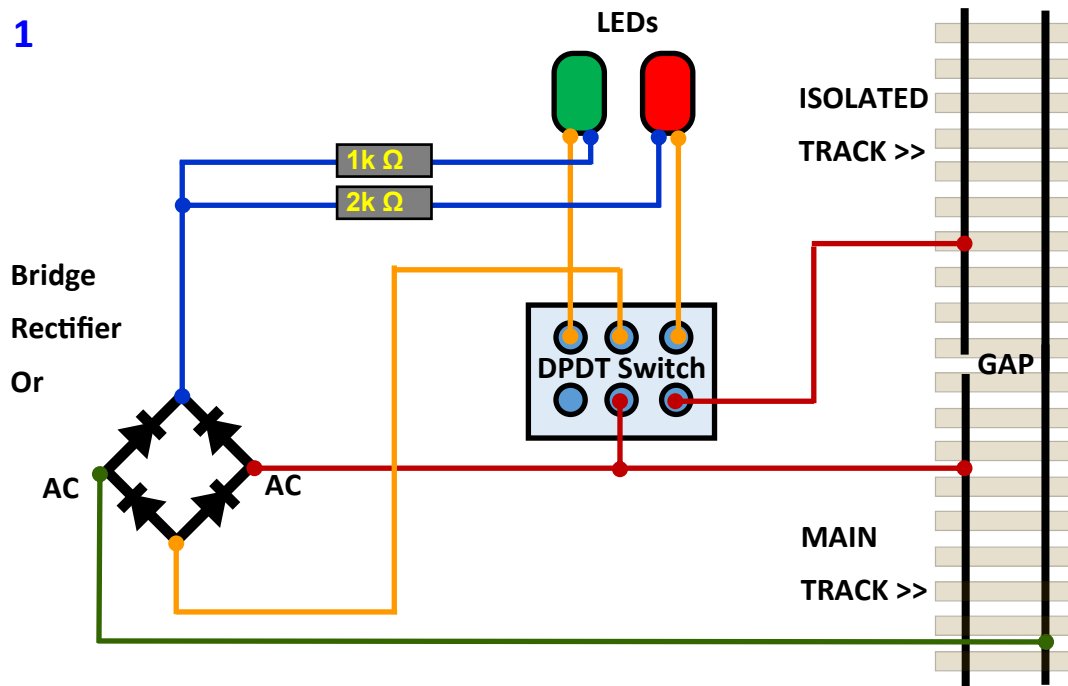 1
LEDs
ISOLATED
TRACK >>
1k Ω
2k Ω
Bridge
Rectifier
Or
DPDT Switch
GAP
AC
AC
MAIN
TRACK >>